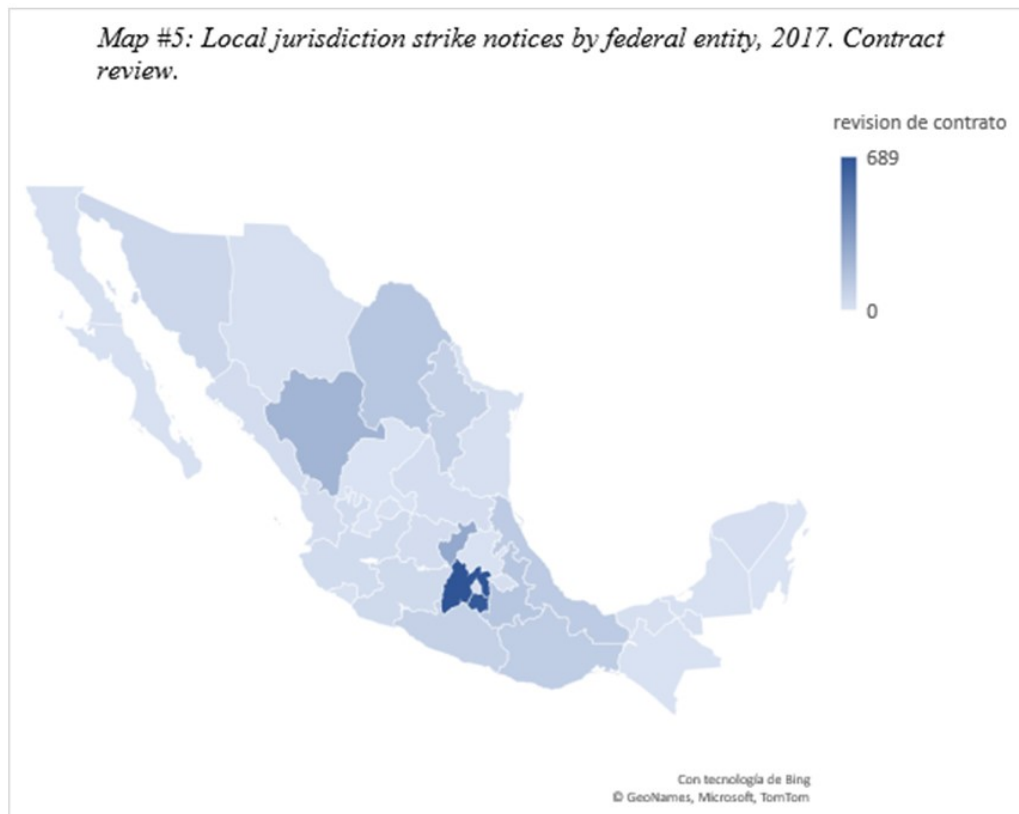 Map #5: Local jurisdiction strike notices by federal entity, 2017. Contract
review.
revision de contrato
689
0
Con tecnología de Bing
© GeoNames, Microsoft, TomTom